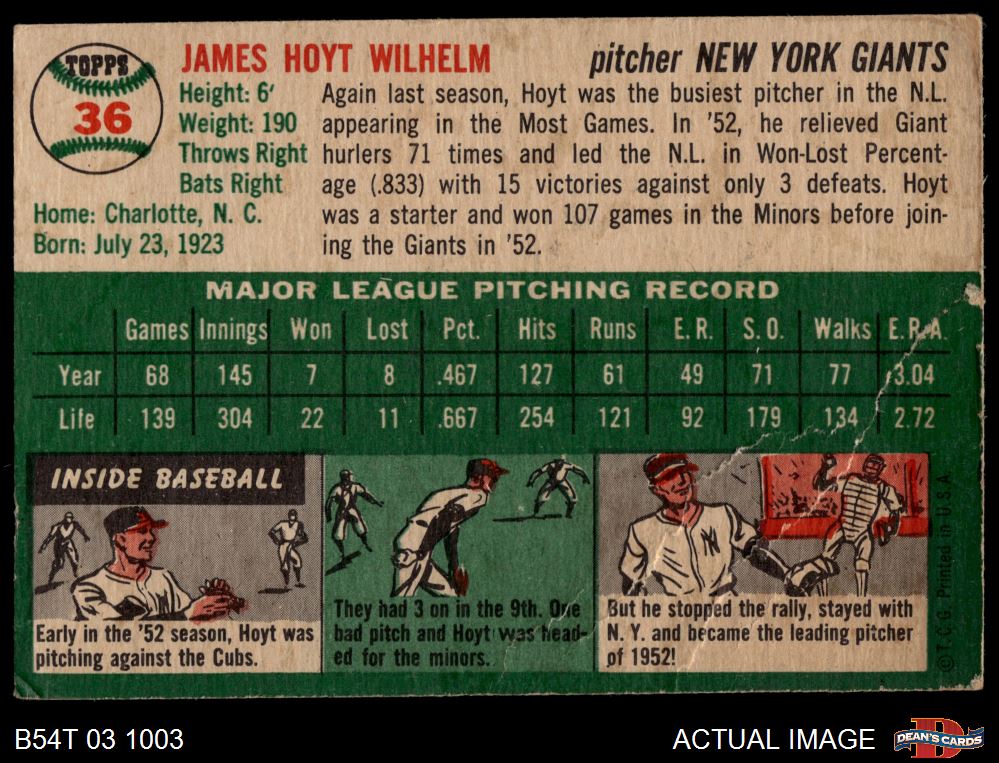 TOPPS
36
JAMES HOYT WILHELM
pitcher NEW YORK GIANTS
Height: 6'
Weight: 190
Throws Right
Bats Right
Home: Charlotte, N. C.
Born: July 23, 1923
Again last season, Hoyt was the busiest pitcher in the N.L.
appearing in the Most Games. In '52, he relieved Giant
hurlers 71 times and led the N.L. in Won-Lost Percent-
age (.833) with 15 victories against only 3 defeats. Hoyt
was a starter and won 107 games in the Minors before join-
ing the Giants in '52.
MAJOR LEAGUE PITCHING RECORD
Games Innings Won Lost Pct. Hits Runs E.R. S.O. Walks E.R.A.
Year 68 145 7 8 .467 127 61 49 71 77 3.04
Life 139 304 22 11 .667 254 121 92 179 134 2.72
INSIDE BASEBALL
Early in the '52 season, Hoyt was
pitching against the Cubs.
They had 3 on in the 9th. One
bad pitch and Hoyt was head-
ed for the minors.
NY
But he stopped the rally, stayed with
N. Y. and became the leading pitcher
of 1952!
© T.C.G. Printed in U.S.A.
B54T 03 1003
ACTUAL IMAGE
DEAN'S CARDS